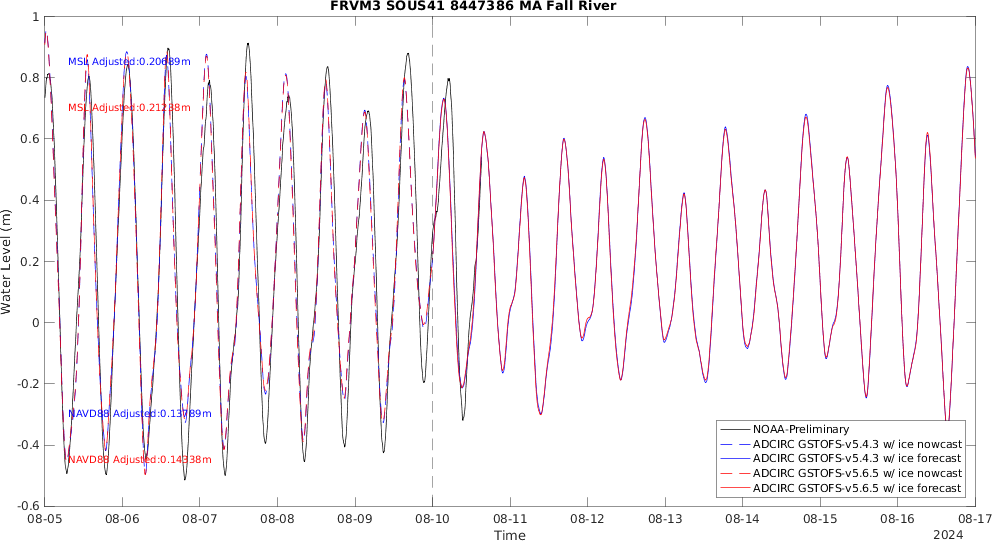 FRVM3 SOUS41 8447386 MA Fall River
Water Level (m)
1
0.8
0.6
0.4
0.2
0
-0.2
-0.4
-0.6
MSL Adjusted:0.20689m
MSL Adjusted:0.21238m
NAVD88 Adjusted:0.13789m
NAVD88 Adjusted:0.14338m
NOAA-Preliminary
ADCIRC GSTOFS-v5.4.3 w/ ice nowcast
ADCIRC GSTOFS-v5.4.3 w/ ice forecast
ADCIRC GSTOFS-v5.6.5 w/ ice nowcast
ADCIRC GSTOFS-v5.6.5 w/ ice forecast
08-05 08-06 08-07 08-08 08-09 08-10 08-11 08-12 08-13 08-14 08-15 08-16 08-17
Time
2024